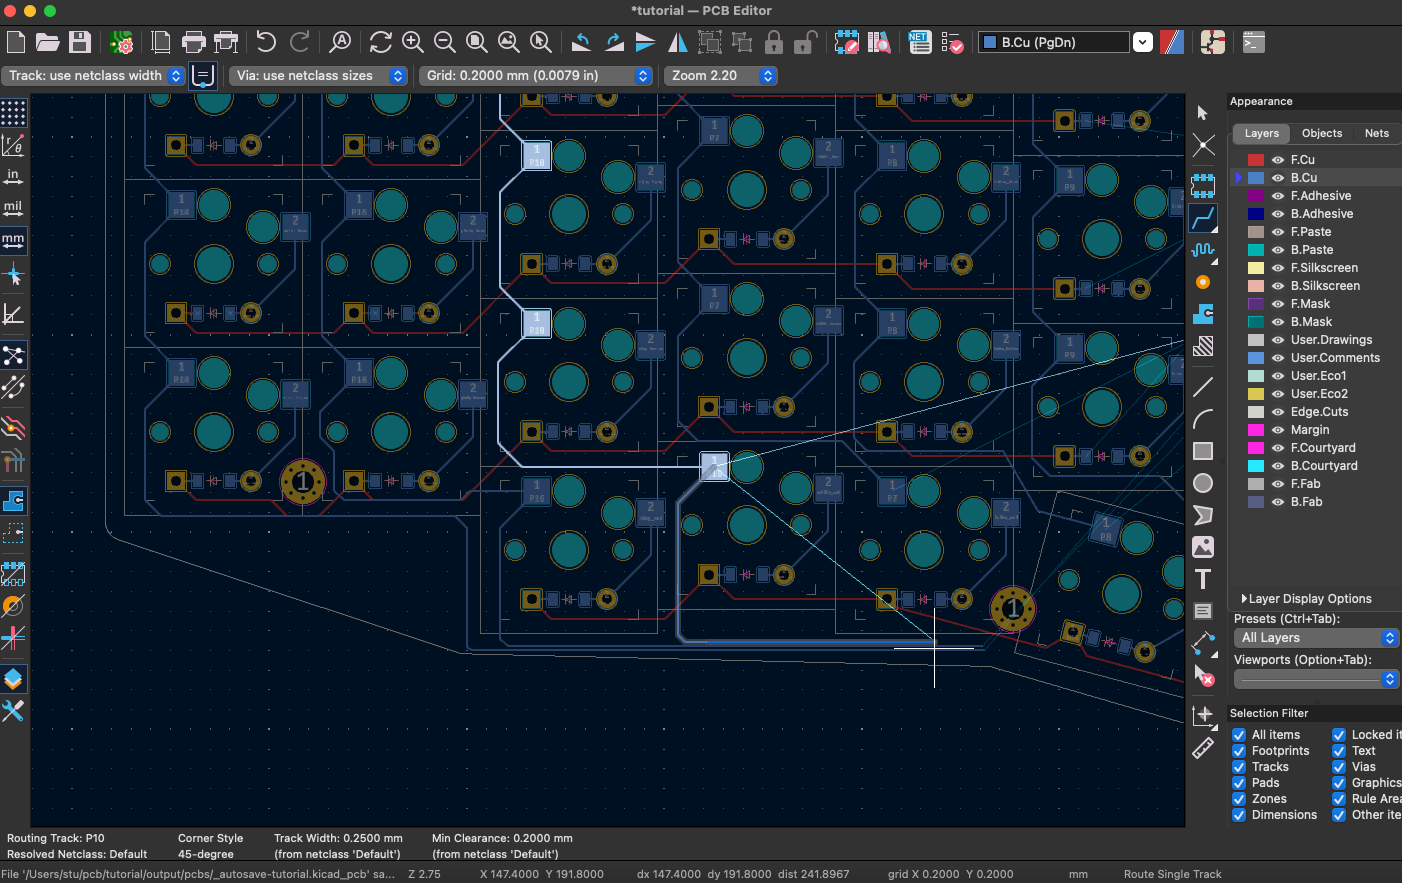 *tutorial — PCB Editor
B.Cu (PgDn)
Track: use netclass width
Via: use netclass sizes
Grid: 0.2000 mm (0.0079 in)
Zoom 2.20
in
mil
mm
NET
Appearance
Layers
Objects
Nets
F.Cu
B.Cu
F.Adhesive
B.Adhesive
F.Paste
B.Paste
F.Silkscreen
B.Silkscreen
F.Mask
B.Mask
User.Drawings
User.Comments
User.Eco1
User.Eco2
Edge.Cuts
Margin
F.Courtyard
B.Courtyard
F.Fab
B.Fab
Layer Display Options
Presets (Ctrl+Tab):
All Layers
Viewports (Option+Tab):
Selection Filter
All items
Locked it
Footprints
Text
Tracks
Vias
Pads
Graphics
Zones
Rule Area
Dimensions
Other ite
Routing Track: P10
Corner Style
Track Width: 0.2500 mm
Min Clearance: 0.2000 mm
Resolved Netclass: Default
45-degree
(from netclass 'Default')
(from netclass 'Default')
File '/Users/stu/pcb/tutorial/output/pcbs/_autosave-tutorial.kicad_pcb' sa...
Z 2.75
X 147.4000 Y 191.8000
dx 147.4000 dy 191.8000 dist 241.8967
grid X 0.2000 Y 0.2000
mm
Route Single Track